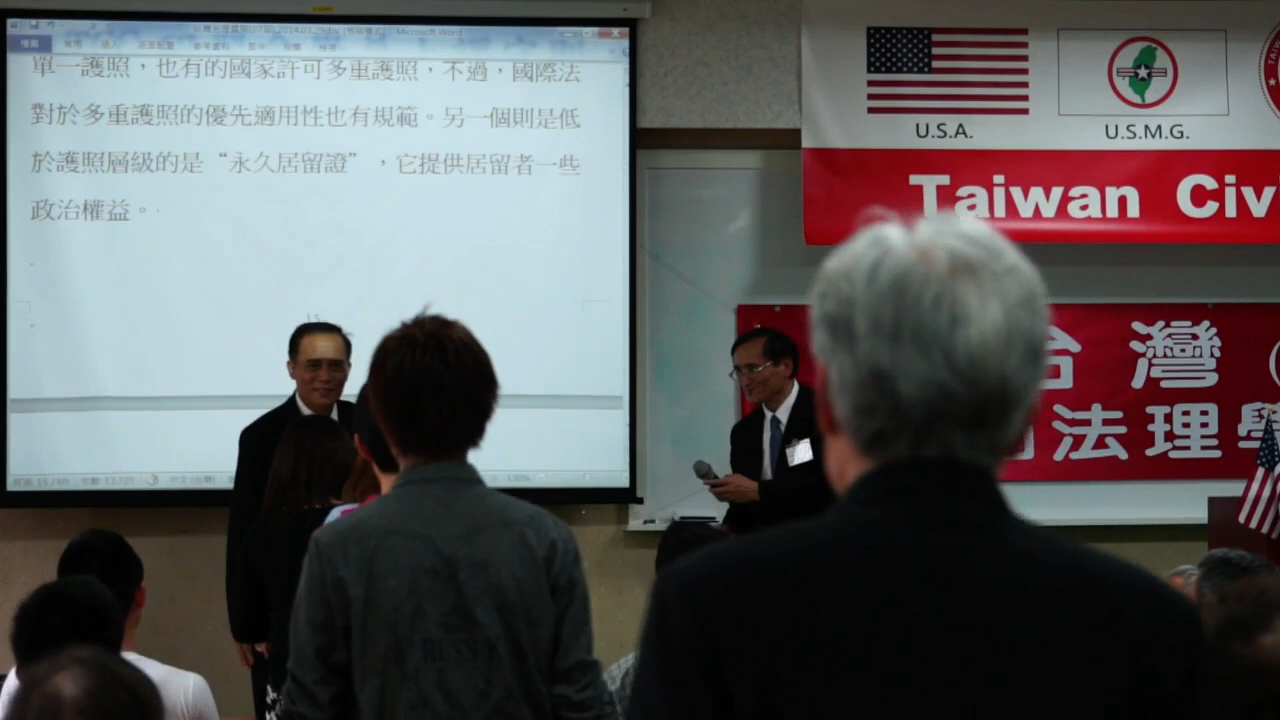 Microsoft Word
單一護照，也有的國家許可多重護照，不過，國際法
對於多重護照的優先適用性也有規範。另一個則是低
於護照層級的是“永久居留證”，它提供居留者一些
政治權益。
15
U.S.A.
U.S.M.G.
Taiwan Civ
台灣
法理學